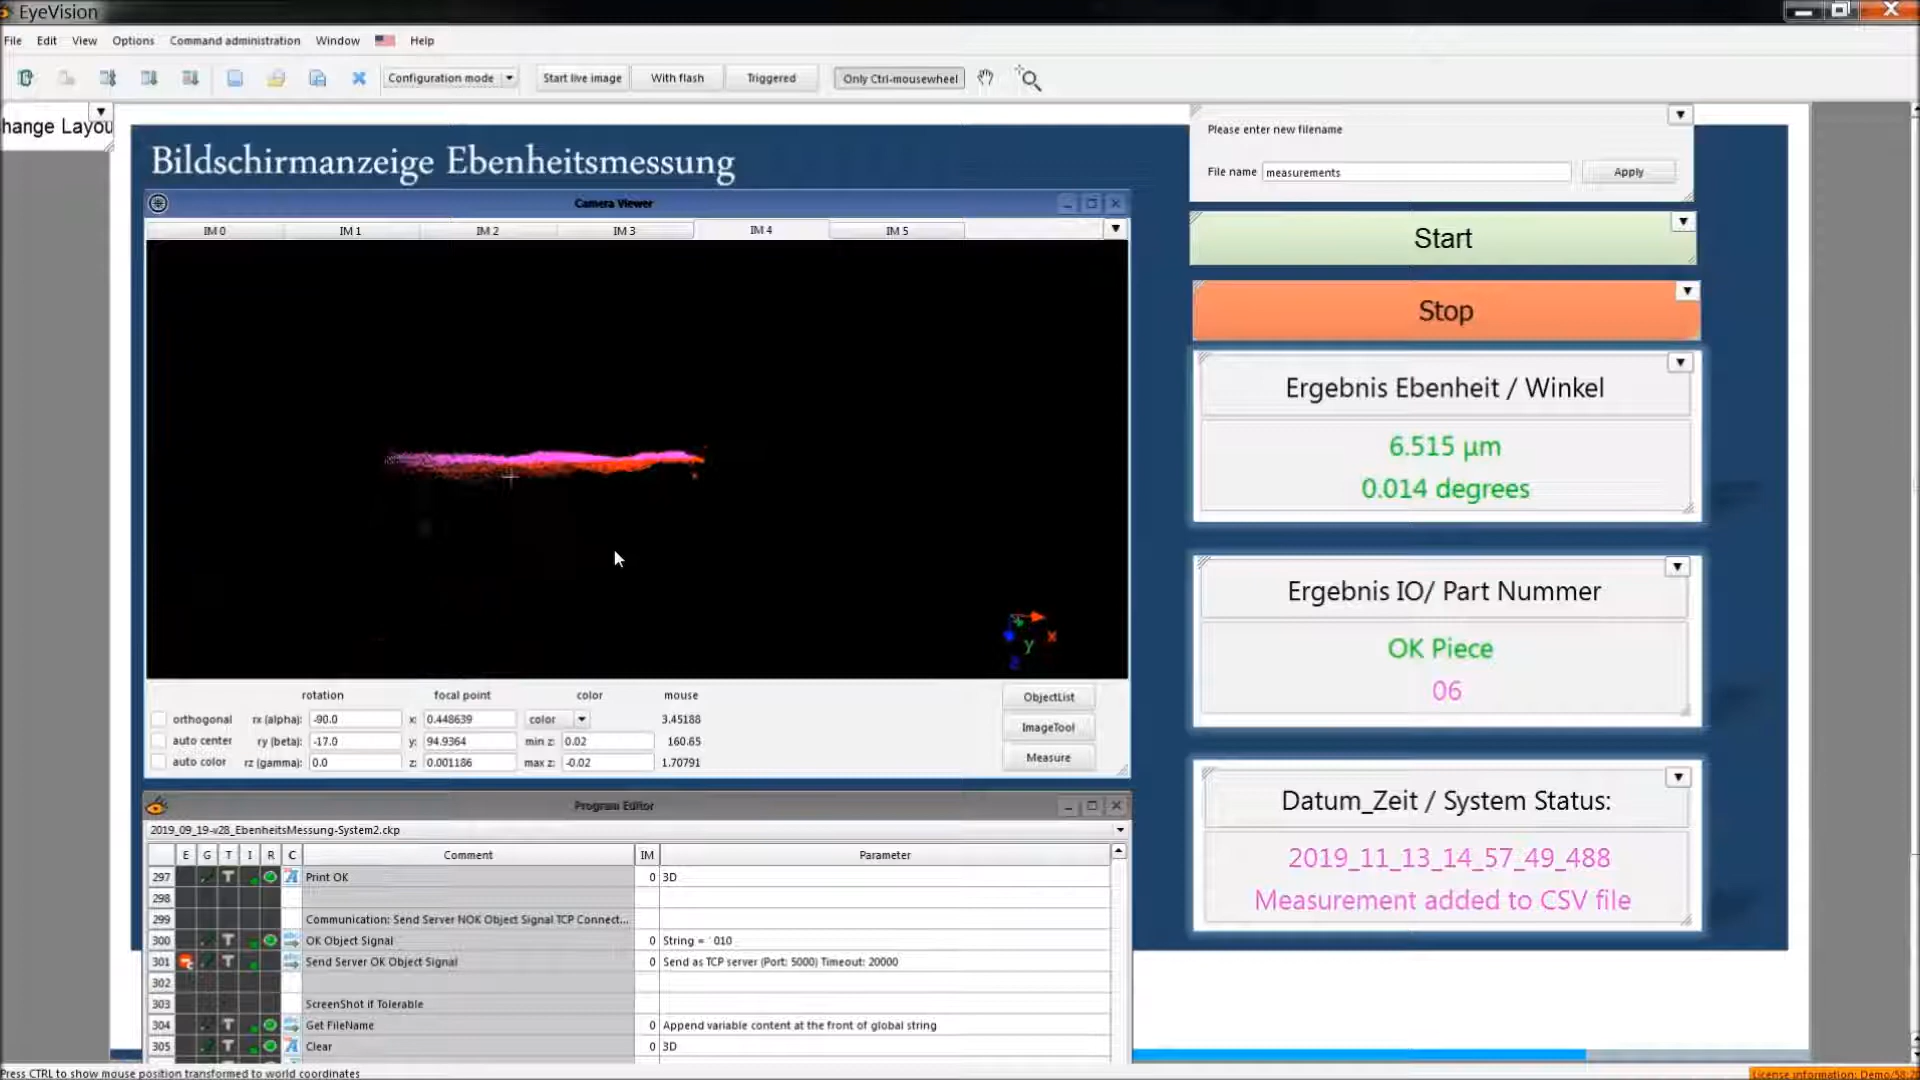 EyeVision
File Edit View Options Command administration Window Help
Configuration mode Start live image With flash Triggered Only Ctrl-mousewheel
hange Layou
Please enter new filename
File name measurements Apply
Bildschirmanzeige Ebenheitsmessung
Camera Viewer
IM 0 IM 1 IM 2 IM 3 IM 4 IM 5
Start
Stop
Ergebnis Ebenheit / Winkel
6.515 µm
0.014 degrees
Ergebnis IO/ Part Nummer
OK Piece
06
Datum_Zeit / System Status:
2019_11_13_14_57_49_488
Measurement added to CSV file
x
y
z
rotation focal point color mouse
ObjectList
orthogonal rx (alpha): -90.0 x: 0.448639 color 3.45188
auto center ry (beta): -17.0 y: 94.9364 min z: 0.02 160.65
ImageTool
auto color rz (gamma): 0.0 z: 0.001186 max z: -0.02 1.70791
Measure
Program Editor
2019_09_19-v28_EbenheitsMessung-System2.ckp
E G T I R C Comment IM Parameter
297 T Print OK 0 3D
298
299 Communication: Send Server NOK Object Signal TCP Connect...
300 T OK Object Signal 0 String = ` 010
301 T Send Server OK Object Signal 0 Send as TCP server (Port: 5000) Timeout: 20000
302
303 ScreenShot if Tolerable
304 T Get FileName 0 Append variable content at the front of global string
305 T Clear 0 3D
Press CTRL to show mouse position transformed to world coordinates
License information: Demo/58:2